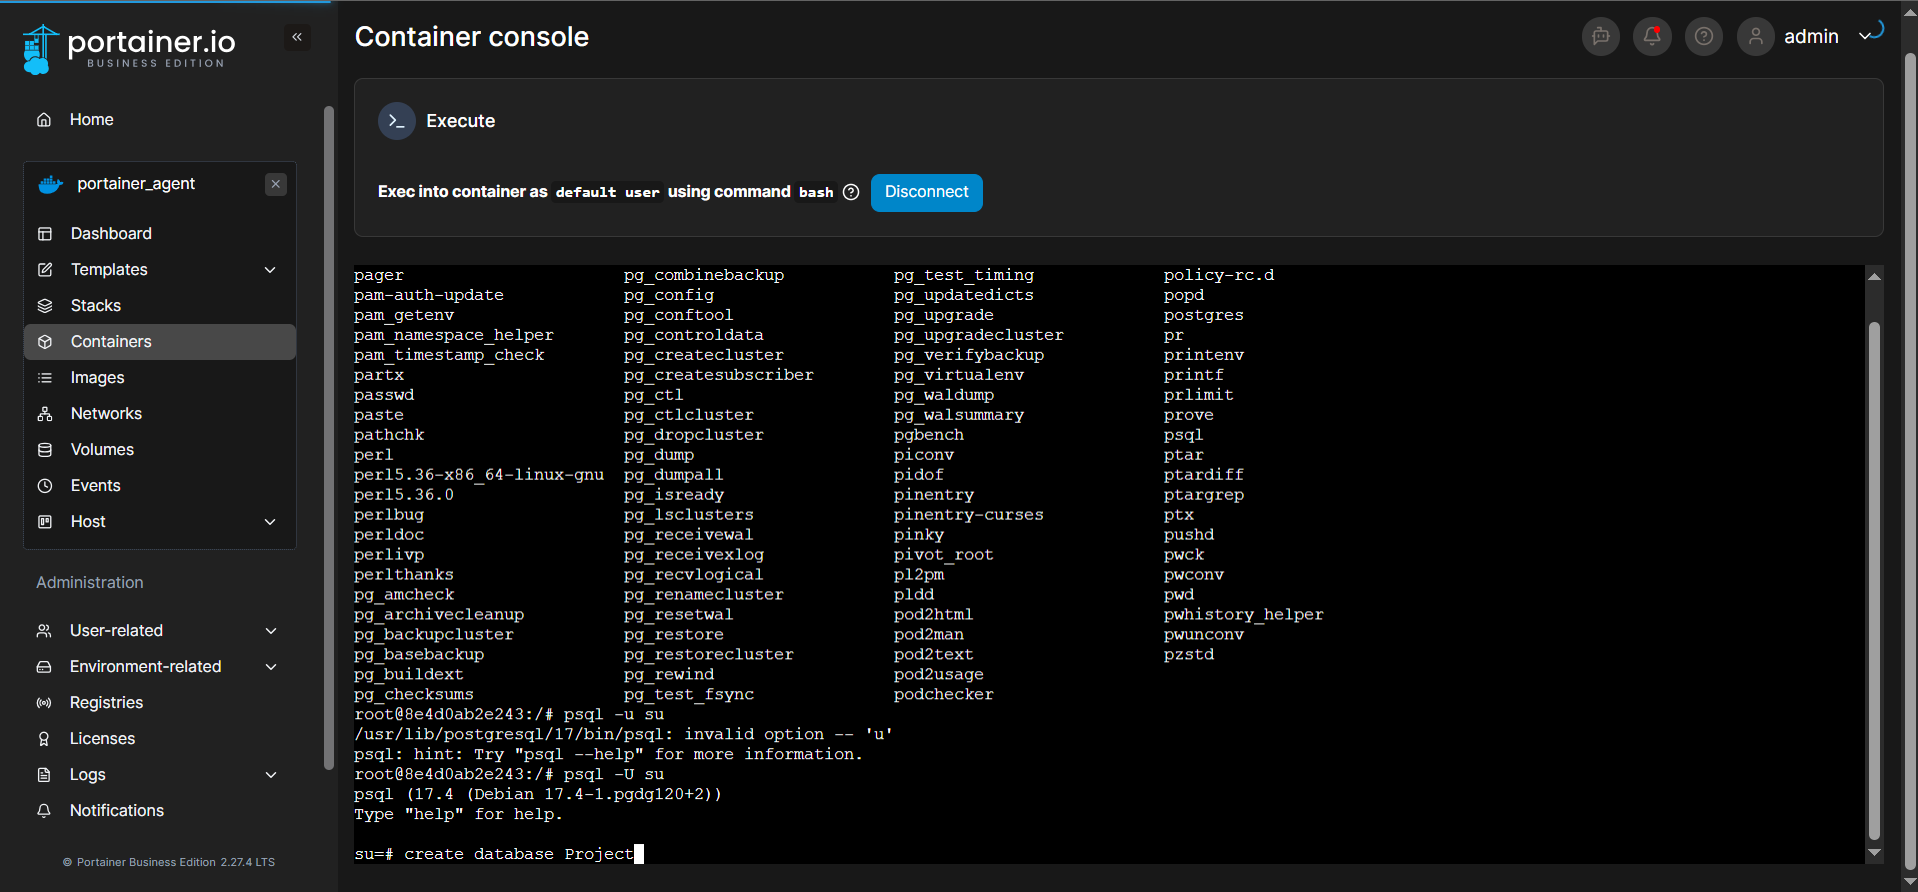 portainer.io
BUSINESS EDITION
Home
portainer_agent
Dashboard
Templates
Stacks
Containers
Images
Networks
Volumes
Events
Host
Administration
User-related
Environment-related
Registries
Licenses
Logs
Notifications
© Portainer Business Edition 2.27.4 LTS
Container console
admin
Execute
Exec into container as default user using command bash Disconnect
pager pg_combinebackup pg_test_timing policy-rc.d
pam-auth-update pg_config pg_updatedicts popd
pam_getenv pg_conftool pg_upgrade postgres
pam_namespace_helper pg_controldata pg_upgradecluster pr
pam_timestamp_check pg_createcluster pg_verifybackup printenv
partx pg_createsubscriber pg_virtualenv printf
passwd pg_ctl pg_waldump prlimit
paste pg_ctlcluster pg_walsummary prove
pathchk pg_dropcluster pgbench psql
perl pg_dump piconv ptar
perl5.36-x86_64-linux-gnu pg_dumpall pidof ptardiff
perl5.36.0 pg_isready pinentry ptargrep
perlbug pg_lsclusters pinentry-curses ptx
perldoc pg_receivewal pinky pushd
perlivp pg_receivexlog pivot_root pwck
perlthanks pg_recvlogical pl2pm pwconv
pg_amcheck pg_renamecluster pldd pwd
pg_archivecleanup pg_resetwal pod2html pwhistory_helper
pg_backupcluster pg_restore pod2man pwunconv
pg_basebackup pg_restorecluster pod2text pzstd
pg_buildext pg_rewind pod2usage
pg_checksums pg_test_fsync podchecker
root@8e4d0ab2e243:/# psql -u su
/usr/lib/postgresql/17/bin/psql: invalid option -- 'u'
psql: hint: Try "psql --help" for more information.
root@8e4d0ab2e243:/# psql -U su
psql (17.4 (Debian 17.4-1.pgdg120+2))
Type "help" for help.
su=# create database Project